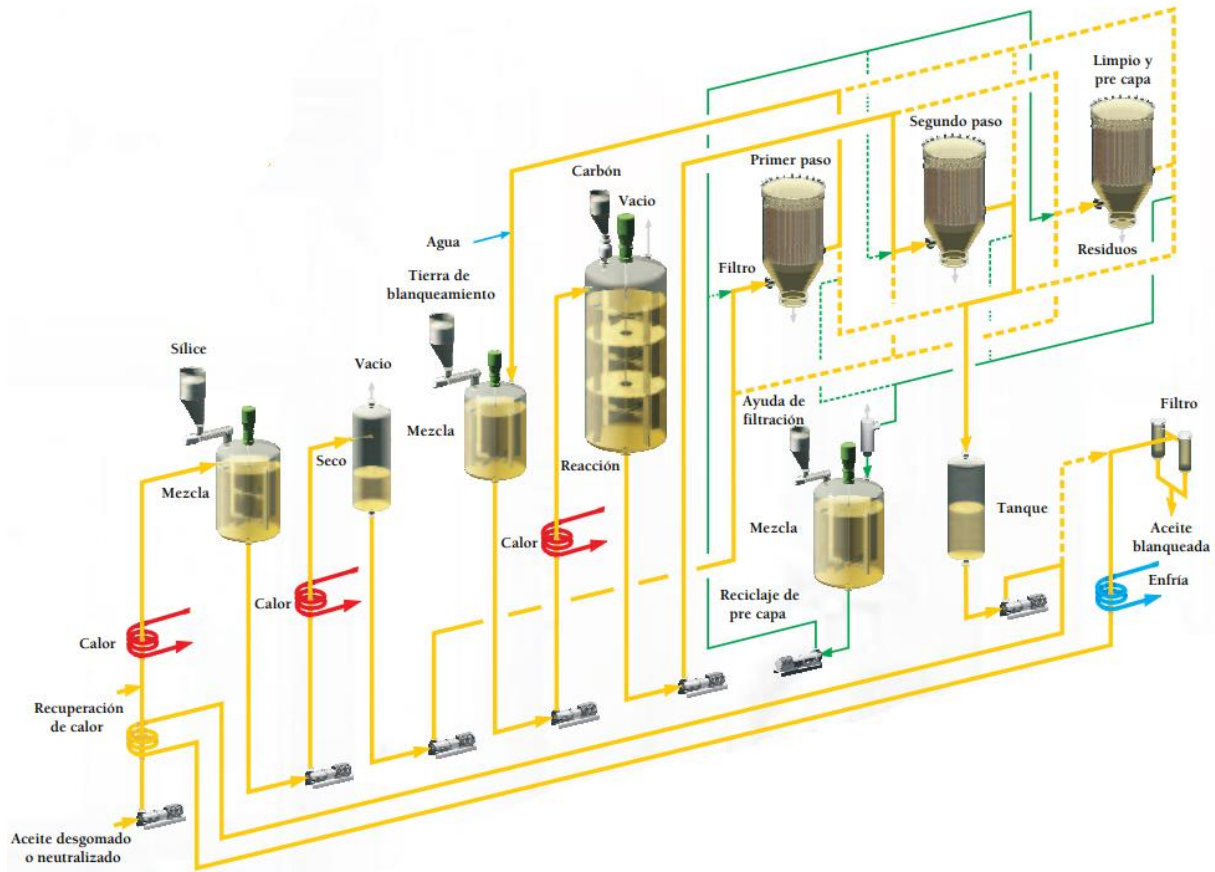 Limpio y
pre capa
Segundo paso
Primer paso
Carbón
Vacio
Agua
Residuos
Filtro
Tierra de
blanqueamiento
Sílice
Vacio
Ayuda de
filtración
Filtro
Mezcla
Seco
Reacción
Mezcla
Mezcla
Tanque
Aceite
blanqueada
Calor
Calor
Reciclaje de
pre capa
Enfría
Calor
Recuperación
de calor
Aceite desgomado
o neutralizado